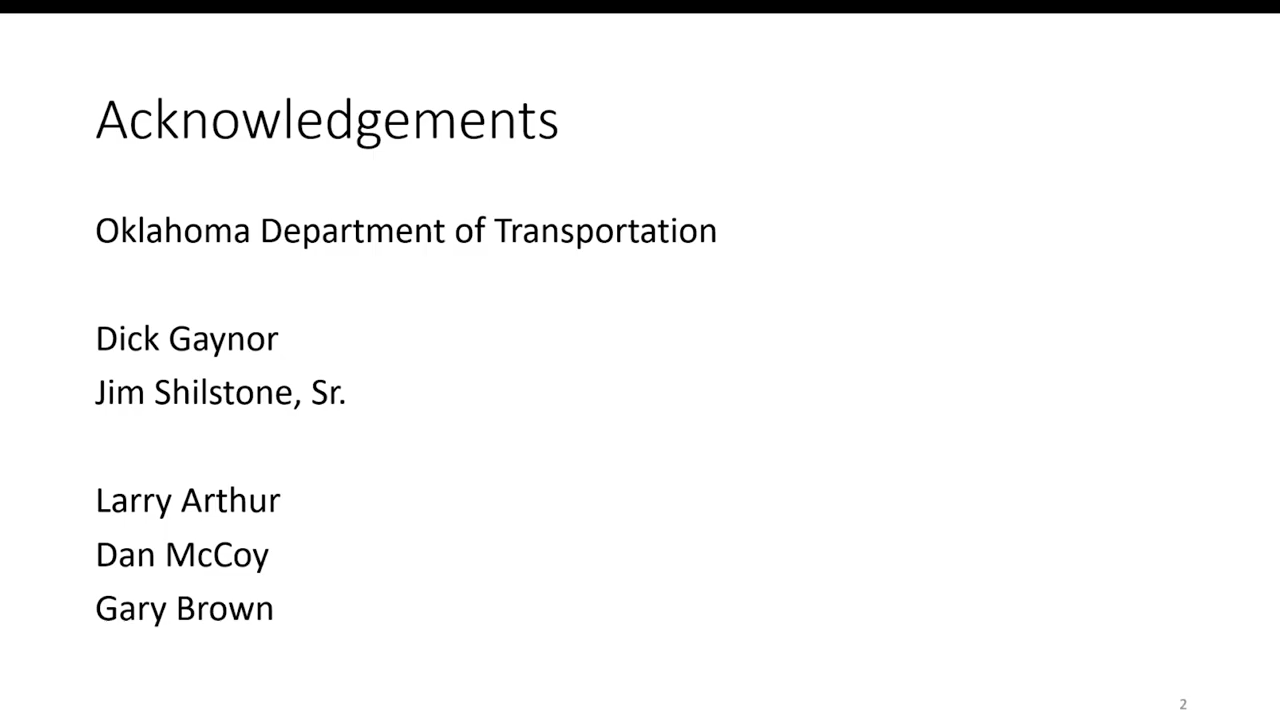 Acknowledgements
Oklahoma Department of Transportation
Dick Gaynor
Jim Shilstone, Sr.
Larry Arthur
Dan McCoy
Gary Brown
2